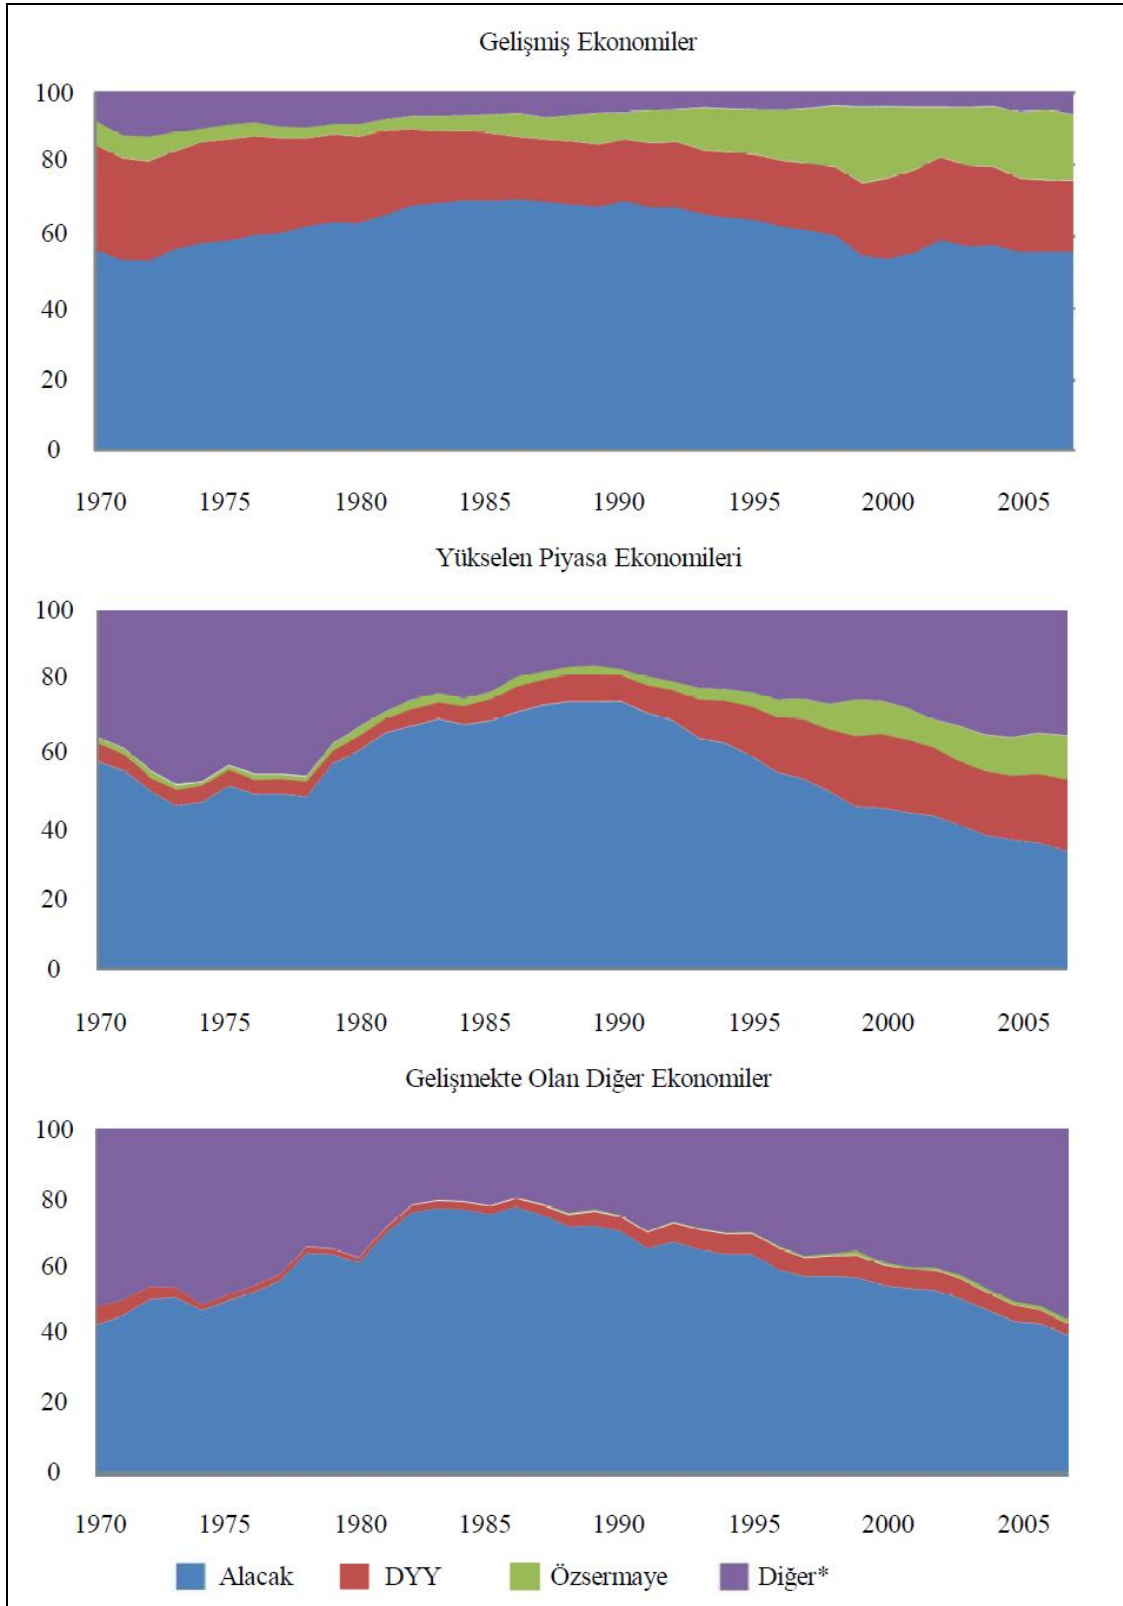 Gelişmiş Ekonomiler
100
80
60
40
20
0
1970 1975 1980 1985 1990 1995 2000 2005
Yükselen Piyasa Ekonomileri
100
80
60
40
20
0
1970 1975 1980 1985 1990 1995 2000 2005
Gelişmekte Olan Diğer Ekonomiler
100
80
60
40
20
0
1970 1975 1980 1985 1990 1995 2000 2005
Alacak DYY Özsermaye Diğer*